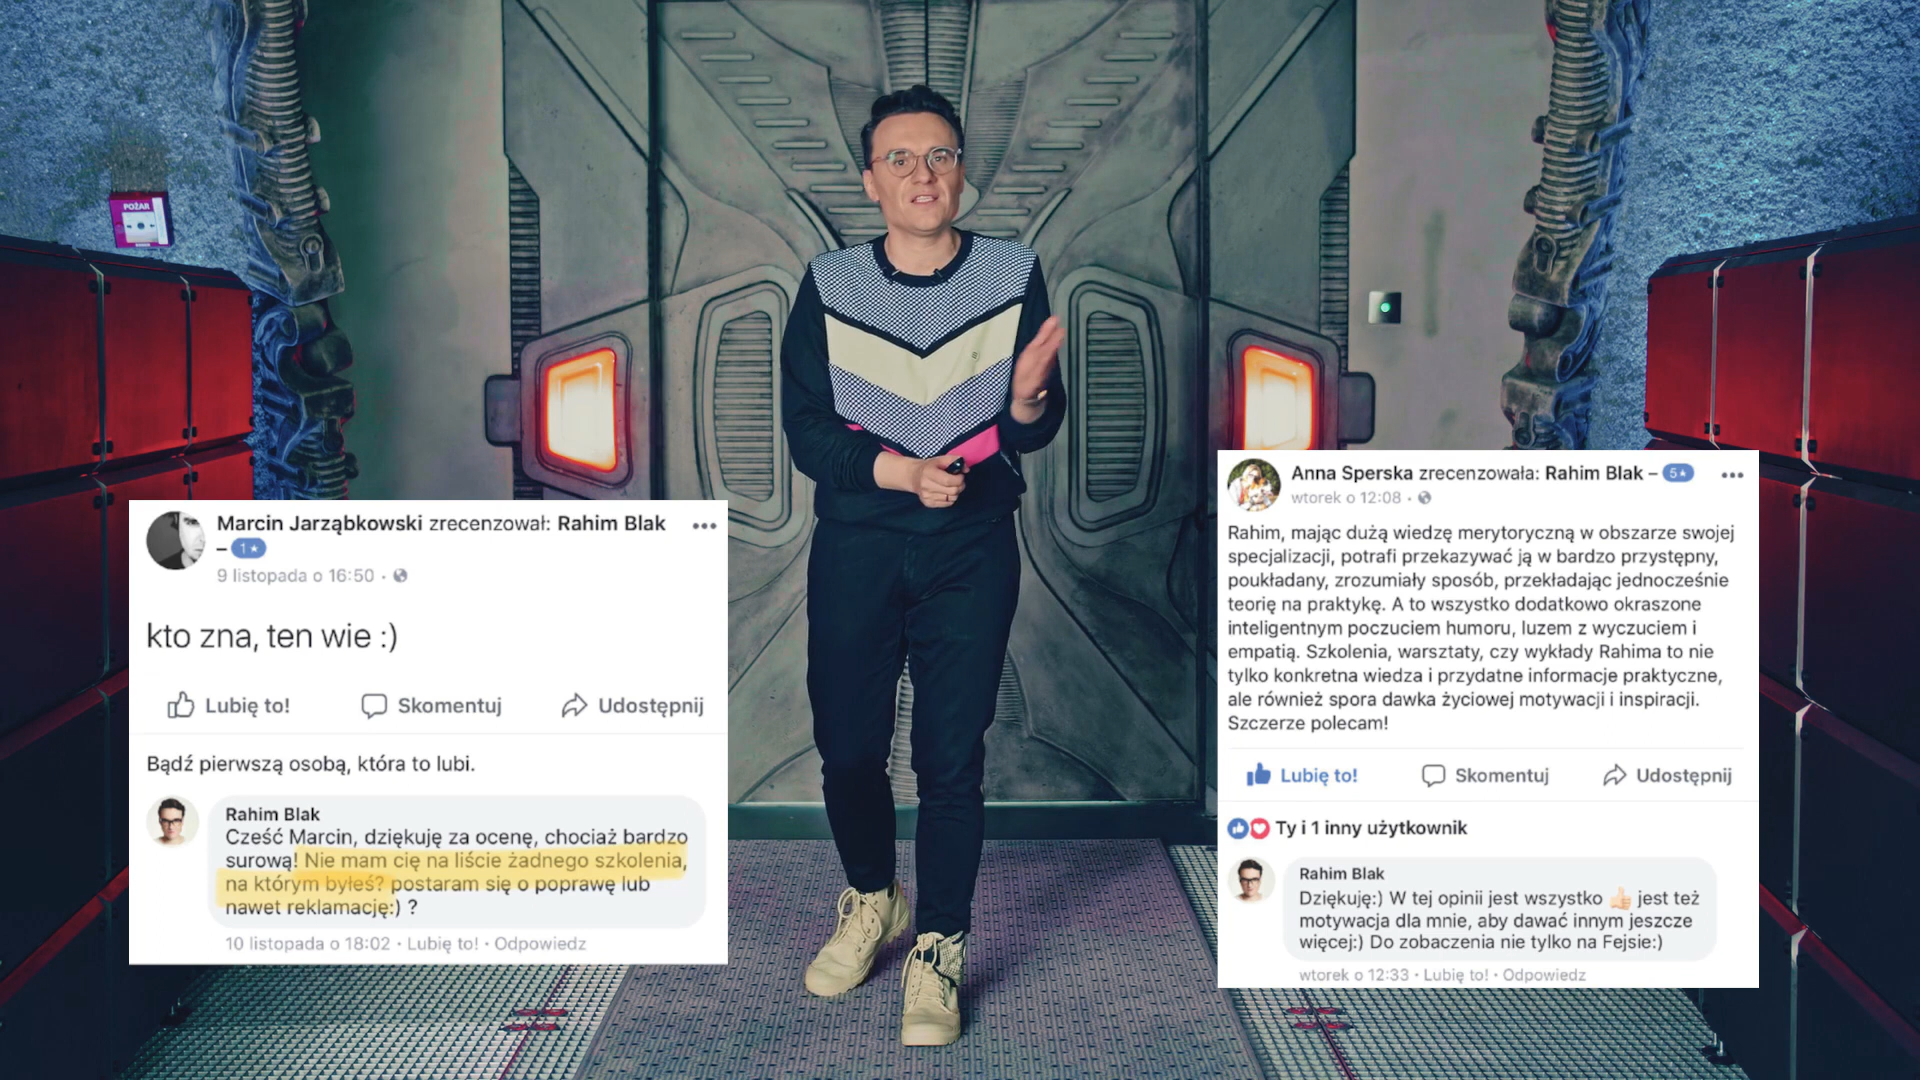 POŻAR
Marcin Jarząbkowski zrecenzował: Rahim Blak
– 1★
9 listopada o 16:50 ·
kto zna, ten wie :)
Lubię to! Skomentuj Udostępnij
Bądź pierwszą osobą, która to lubi.
Rahim Blak
Cześć Marcin, dziękuję za ocenę, chociaż bardzo
surową! Nie mam cię na liście żadnego szkolenia,
na którym byłeś? postaram się o poprawę lub
nawet reklamację:) ?
10 listopada o 18:02 · Lubię to! · Odpowiedz
Anna Sperska zrecenzowała: Rahim Blak – 5★
wtorek o 12:08 ·
Rahim, mając dużą wiedzę merytoryczną w obszarze swojej
specjalizacji, potrafi przekazywać ją w bardzo przystępny,
poukładany, zrozumiały sposób, przekładając jednocześnie
teorię na praktykę. A to wszystko dodatkowo okraszone
inteligentnym poczuciem humoru, luzem z wyczuciem i
empatią. Szkolenia, warsztaty, czy wykłady Rahima to nie
tylko konkretna wiedza i przydatne informacje praktyczne,
ale również spora dawka życiowej motywacji i inspiracji.
Szczerze polecam!
Lubię to! Skomentuj Udostępnij
Ty i 1 inny użytkownik
Rahim Blak
Dziękuję:) W tej opinii jest wszystko 👍 jest też
motywacja dla mnie, aby dawać innym jeszcze
więcej:) Do zobaczenia nie tylko na Fejsie:)
wtorek o 12:33 · Lubię to! · Odpowiedz